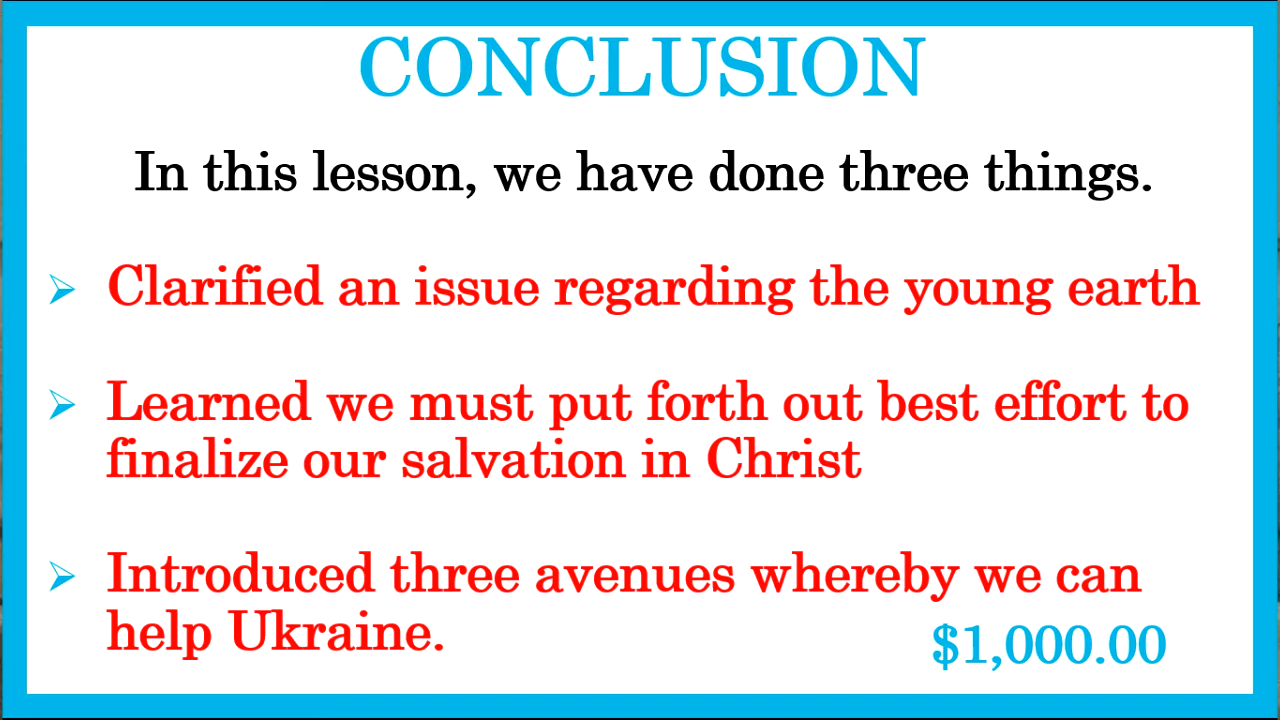 CONCLUSION
In this lesson, we have done three things.
Clarified an issue regarding the young earth
Learned we must put forth out best effort to
finalize our salvation in Christ
Introduced three avenues whereby we can
help Ukraine.
$1,000.00